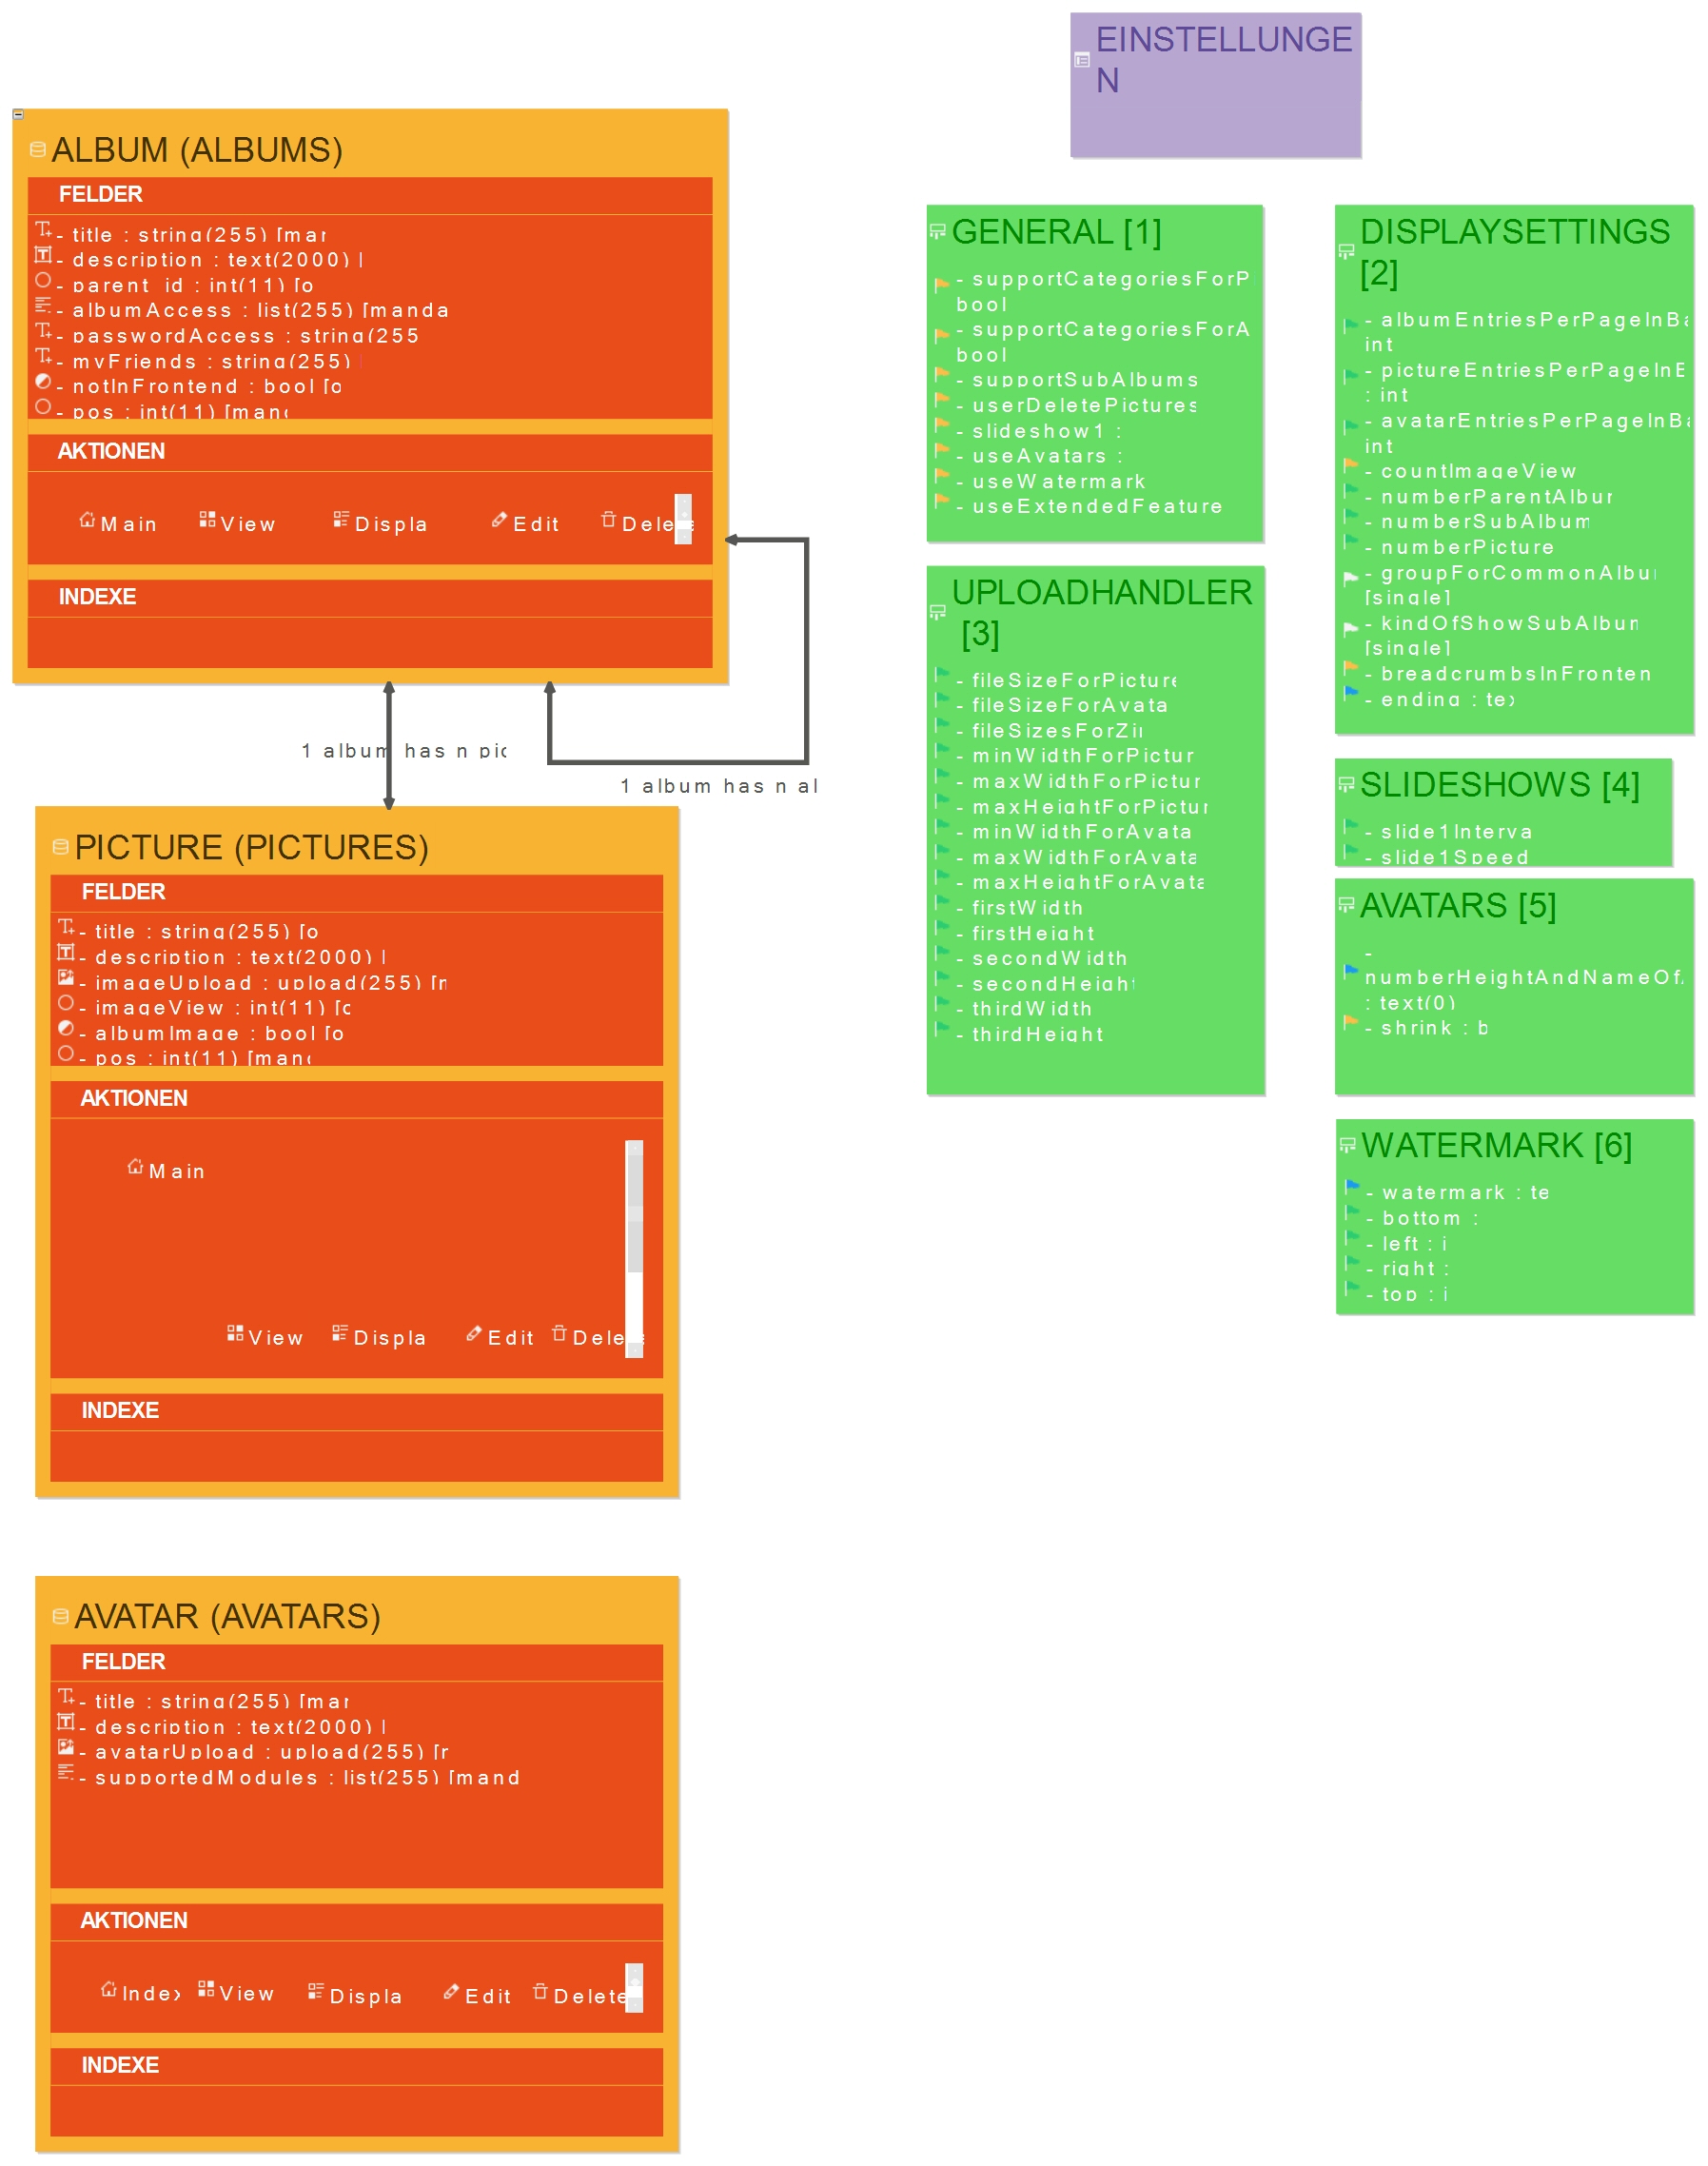 EINSTELLUNGE
N
ALBUM (ALBUMS)
FELDER
- title : string(255) [man
- description : text(2000) [
- parent_id : int(11) [o
- albumAccess : list(255) [manda
- passwordAccess : string(255
- myFriends : string(255)
- notInFrontend : bool [o
- pos : int(11) [mand
AKTIONEN
Main View Displa Edit Dele
INDEXE
1 album has n pic
1 album has n al
PICTURE (PICTURES)
FELDER
- title : string(255) [o
- description : text(2000) [
- imageUpload : upload(255) [m
- imageView : int(11) [o
- albumImage : bool [o
- pos : int(11) [mand
AKTIONEN
Main
View Displa Edit Dele
INDEXE
AVATAR (AVATARS)
FELDER
- title : string(255) [man
- description : text(2000) [
- avatarUpload : upload(255) [r
- supportedModules : list(255) [mand
AKTIONEN
Index View Displa Edit Delete
INDEXE
GENERAL [1]
- supportCategoriesForP
bool
- supportCategoriesForA
bool
- supportSubAlbums
- userDeletePictures
- slideshow1 :
- useAvatars :
- useWatermark
- useExtendedFeature
UPLOADHANDLER
[3]
- fileSizeForPicture
- fileSizeForAvata
- fileSizesForZi
- minWidthForPictur
- maxWidthForPictur
- maxHeightForPictur
- minWidthForAvata
- maxWidthForAvata
- maxHeightForAvata
- firstWidth
- firstHeight
- secondWidth
- secondHeight
- thirdWidth
- thirdHeight
DISPLAYSETTINGS
[2]
- albumEntriesPerPageInBa
int
- pictureEntriesPerPageInB
: int
- avatarEntriesPerPageInBa
int
- countImageView
- numberParentAlbum
- numberSubAlbum
- numberPicture
- groupForCommonAlbu
[single]
- kindOfShowSubAlbum
[single]
- breadcrumbsInFronten
- ending : tex
SLIDESHOWS [4]
- slide1Interva
- slide1Speed
AVATARS [5]
-
numberHeightAndNameOf
: text(0)
- shrink : b
WATERMARK [6]
- watermark : te
- bottom :
- left : i
- right :
- top : i